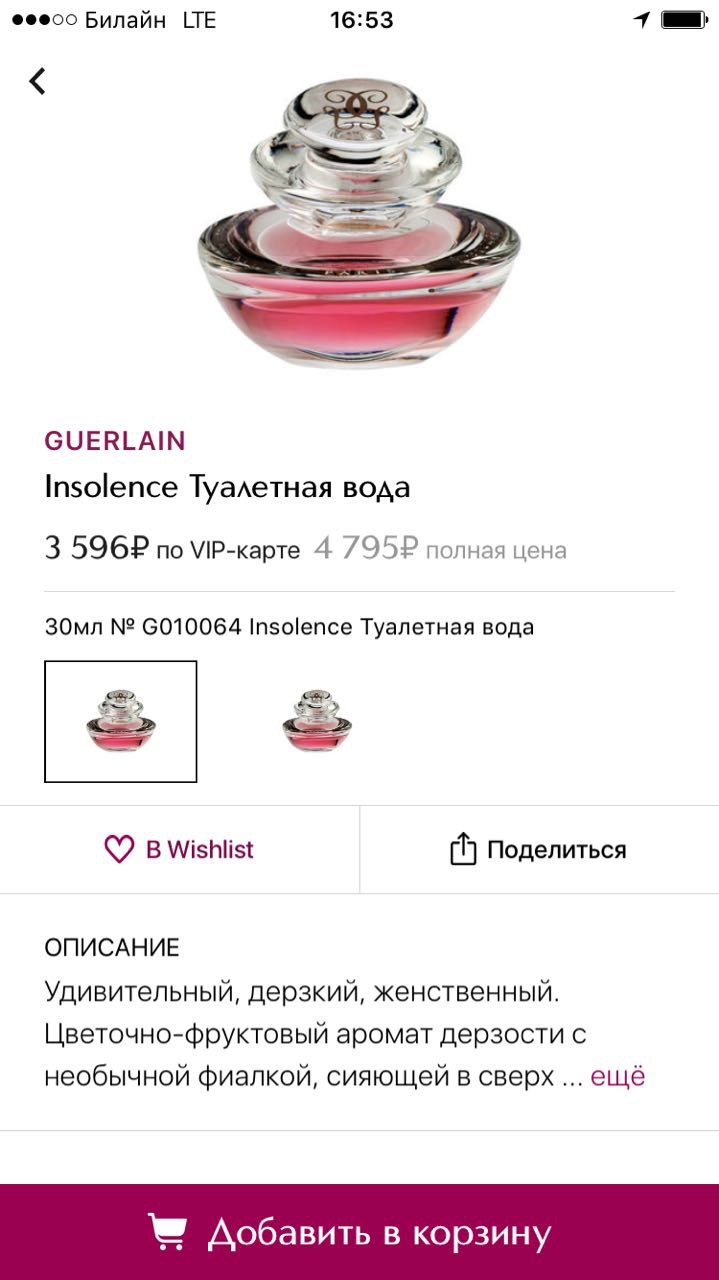 Билайн LTE 16:53
GUERLAIN
Insolence Туалетная вода
3 596₽ по VIP-карте 4 795₽ полная цена
30мл № G010064 Insolence Туалетная вода
В Wishlist
Поделиться
ОПИСАНИЕ
Удивительный, дерзкий, женственный.
Цветочно-фруктовый аромат дерзости с
необычной фиалкой, сияющей в сверх ... ещё
Добавить в корзину